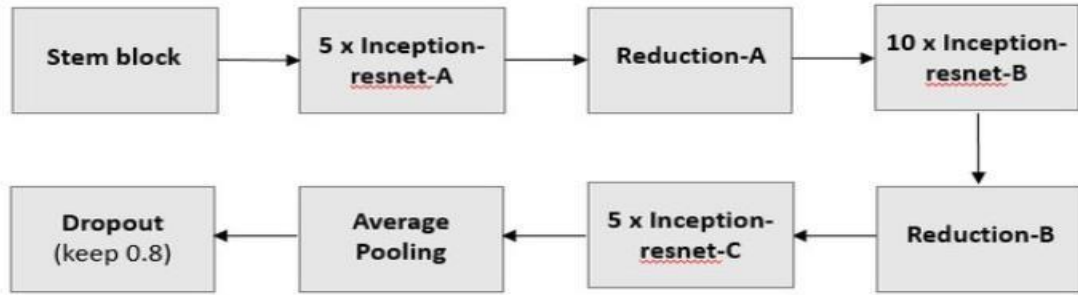 Stem block
5 x Inception-
resnet-A
Reduction-A
10 x Inception-
resnet-B
Reduction-B
5 x Inception-
resnet-C
Average
Pooling
Dropout
(keep 0.8)